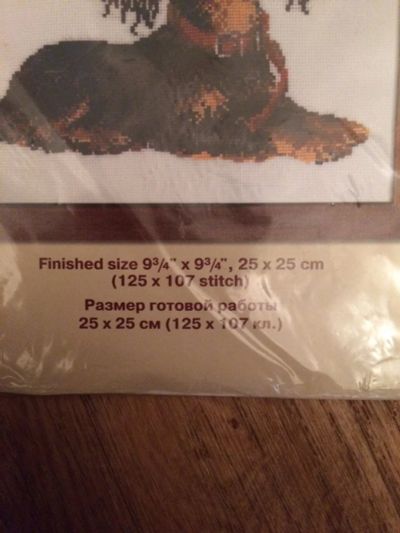 Finished size 9¾" x 9¾", 25 x 25 cm
(125 x 107 stitch)
Размер готовой работы
25 x 25 см (125 x 107 кл.)